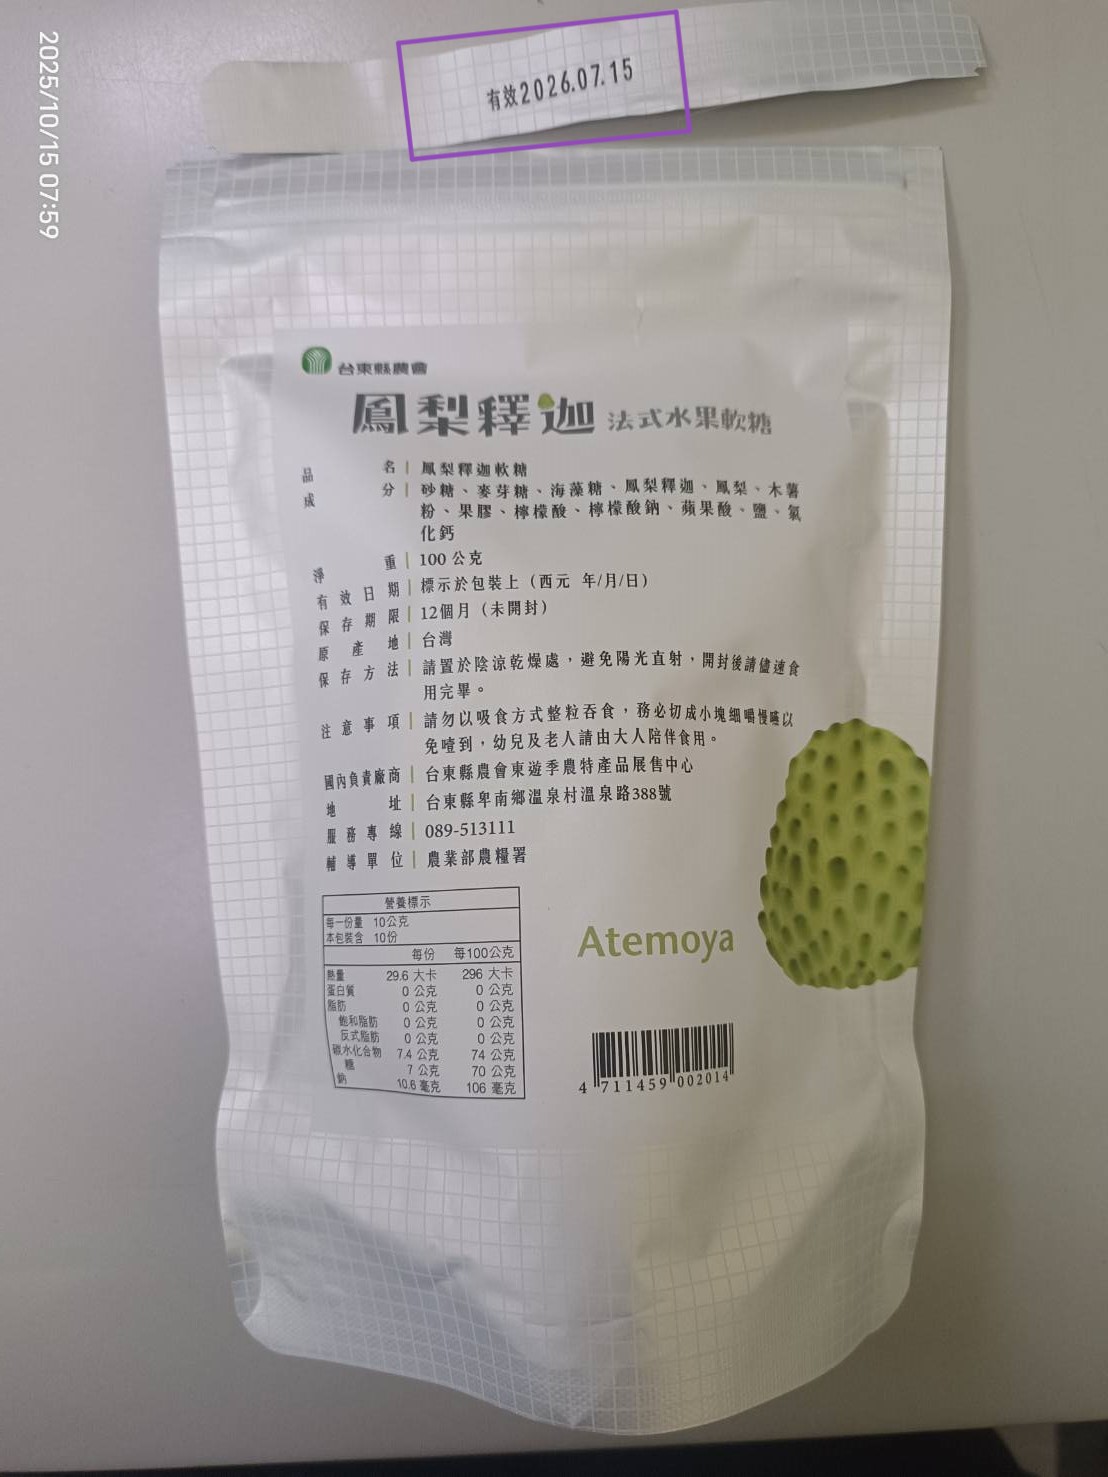 2025/10/15 07:59
有效2026.07.15
台東縣農會
鳳梨釋迦 法式水果軟糖
品名｜鳳梨釋迦軟糖
成分｜砂糖、麥芽糖、海藻糖、鳳梨釋迦、鳳梨、木薯
粉、果膠、檸檬酸、檸檬酸鈉、蘋果酸、鹽、氯
化鈣
淨重｜100 公克
有效日期｜標示於包裝上（西元 年/月/日）
保存期限｜12個月（未開封）
原產地｜台灣
保存方法｜請置於陰涼乾燥處，避免陽光直射，開封後請儘速食
用完畢。
注意事項｜請勿以吸食方式整粒吞食，務必切成小塊細嚼慢嚥以
免噎到，幼兒及老人請由大人陪伴食用。
國內負責廠商｜台東縣農會東遊季農特產品展售中心
地址｜台東縣卑南鄉溫泉村溫泉路388號
服務專線｜089-513111
輔導單位｜農業部農糧署
營養標示
每一份量 10公克
本包裝含 10份
每份 每100公克
熱量 29.6 大卡 296 大卡
蛋白質 0 公克 0 公克
脂肪 0 公克 0 公克
飽和脂肪 0 公克 0 公克
反式脂肪 0 公克 0 公克
碳水化合物 7.4 公克 74 公克
糖 7 公克 70 公克
鈉 10.6 毫克 106 毫克
Atemoya
4 711459 002014